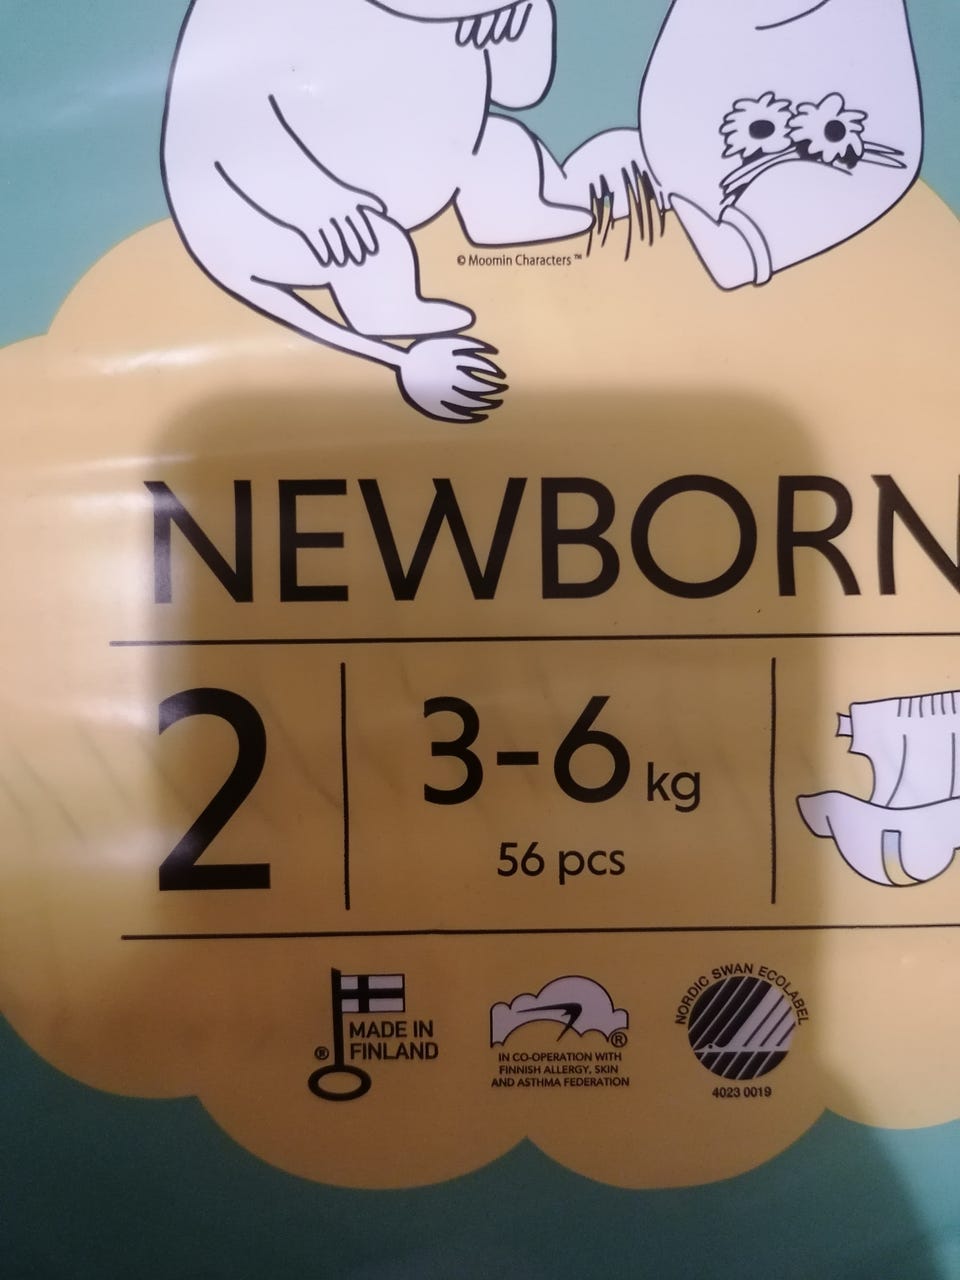 © Moomin Characters ™
NEWBORN
2
3-6 kg
56 pcs
® MADE IN
FINLAND
®
IN CO-OPERATION WITH
FINNISH ALLERGY, SKIN
AND ASTHMA FEDERATION
NORDIC SWAN ECOLABEL
4023 0019